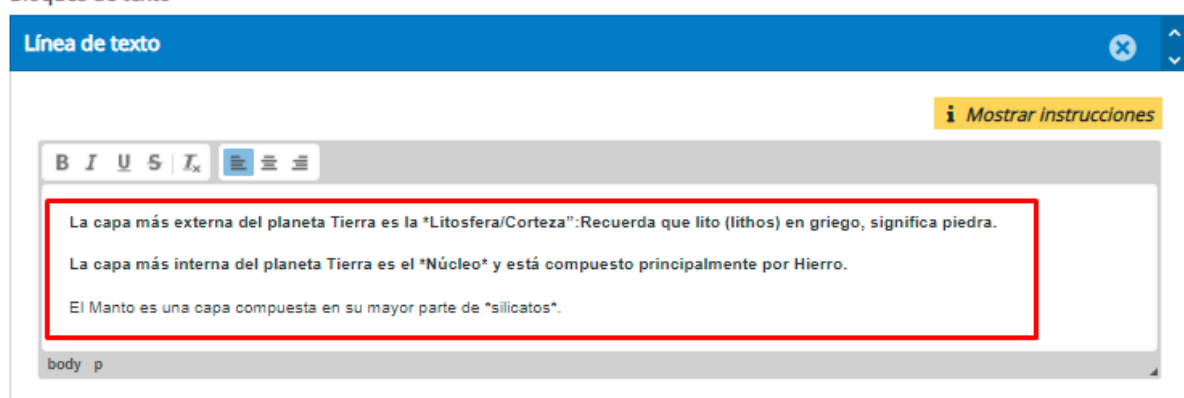 Línea de texto
i Mostrar instrucciones
B I U S Tx
La capa más externa del planeta Tierra es la *Litosfera/Corteza”:Recuerda que lito (lithos) en griego, significa piedra.
La capa más interna del planeta Tierra es el *Núcleo* y está compuesto principalmente por Hierro.
El Manto es una capa compuesta en su mayor parte de *silicatos*.
body p